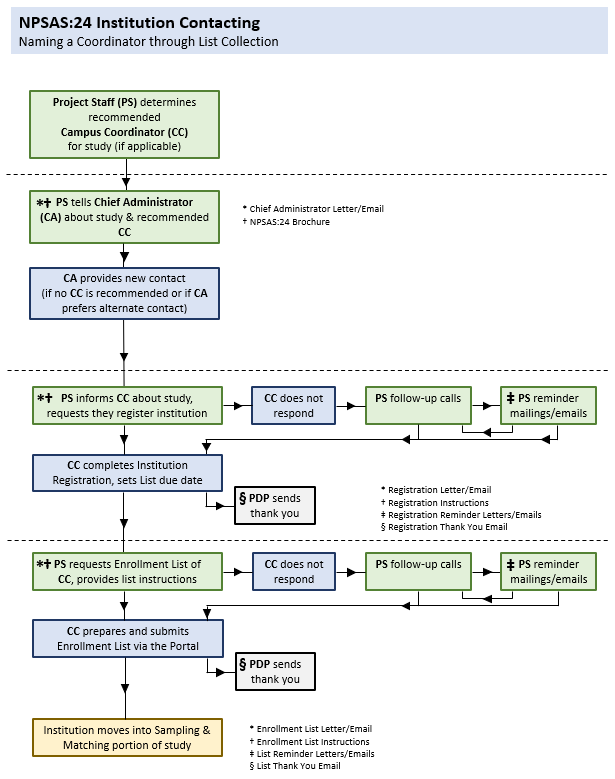 NPSAS:24 Institution Contacting
Naming a Coordinator through List Collection
Project Staff (PS) determines
recommended
Campus Coordinator (CC)
for study (if applicable)
*† PS tells Chief Administrator
(CA) about study & recommended
CC
* Chief Administrator Letter/Email
† NPSAS:24 Brochure
CA provides new contact
(if no CC is recommended or if CA
prefers alternate contact)
*† PS informs CC about study,
requests they register institution
CC does not
respond
PS follow-up calls
‡ PS reminder
mailings/emails
CC completes Institution
Registration, sets List due date
§ PDP sends
thank you
* Registration Letter/Email
† Registration Instructions
‡ Registration Reminder Letters/Emails
§ Registration Thank You Email
*† PS requests Enrollment List of
CC, provides list instructions
CC does not
respond
PS follow-up calls
‡ PS reminder
mailings/emails
CC prepares and submits
Enrollment List via the Portal
§ PDP sends
thank you
Institution moves into Sampling &
Matching portion of study
* Enrollment List Letter/Email
† Enrollment List Instructions
‡ List Reminder Letters/Emails
§ List Thank You Email